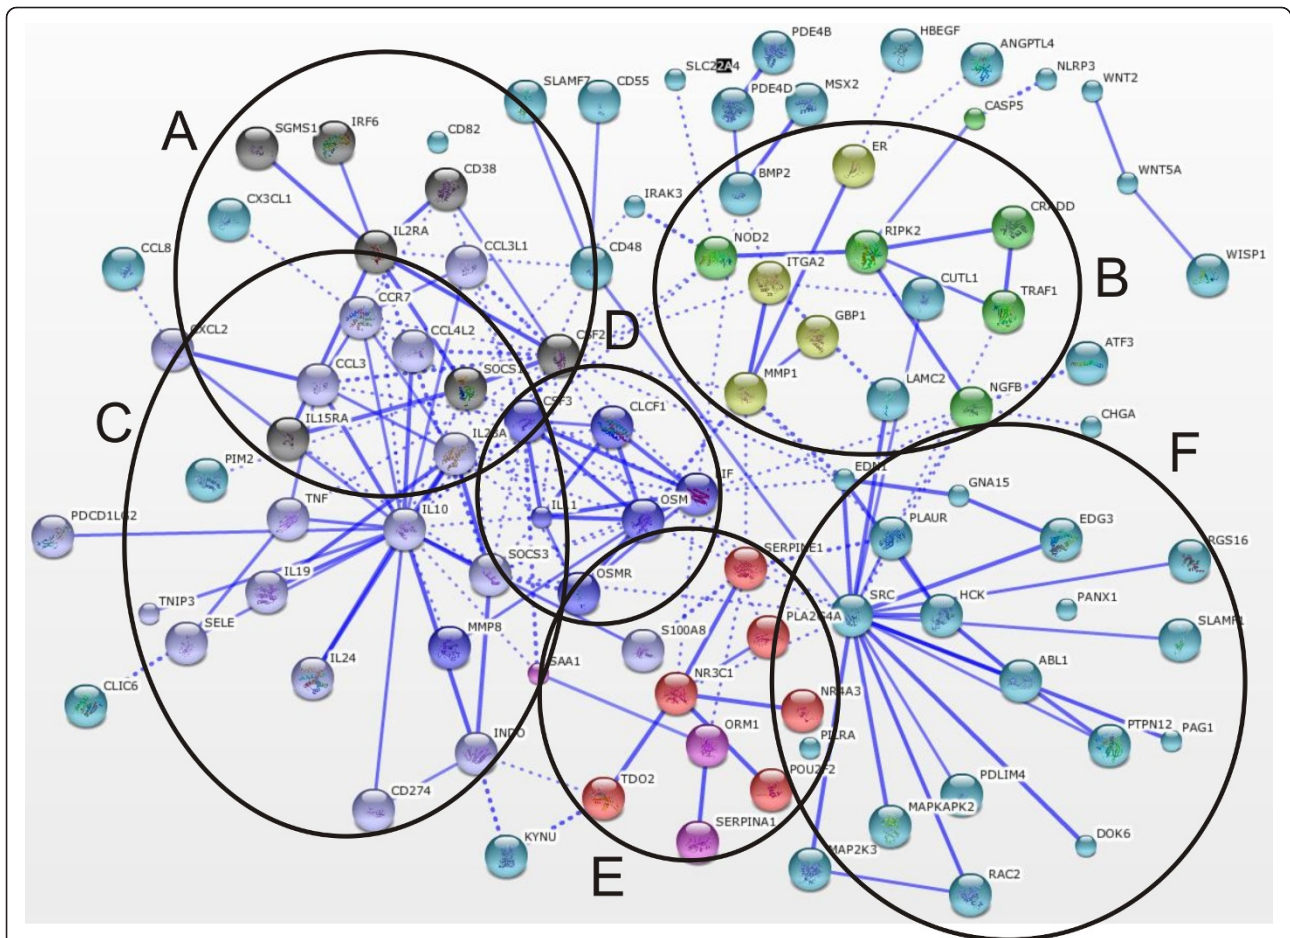 PDE4B
HBEGF
ANGPTL4
SLC22A4
NLRP3
WNT2
SLAMF7
CD55
PDE4D
MSX2
CASP5
A
SGMS1
IRF6
CD82
ER
CD38
BMP2
WNT5A
CX3CL1
IRAK3
CRADD
IL2RA
CCL3L1
CD48
NOD2
RIPK2
CCL8
ITGA2
CUTL1
B
WISP1
CCR7
TRAF1
CXCL2
CCL4L2
CSF2
D
GBP1
ATF3
CCL3
SOCS1
MMP1
LAMC2
NGFB
C
IL15RA
CSF3
CLCF1
CHGA
PIM2
F
TNF
EDN1
GNA15
PDCD1LG2
IL10
IL11
OSM
PLAUR
EDG3
SOCS3
SERPINE1
RGS16
IL19
OSMR
SRC
HCK
PANX1
TNIP3
SELE
MMP8
S100A8
PLA2G4A
SLAMF1
IL24
SAA1
NR3C1
ABL1
CLIC6
NR4A3
INDO
ORM1
PILRA
PTPN12
PAG1
CD274
TDO2
POU2F2
PDLIM4
MAPKAPK2
KYNU
SERPINA1
DOK6
E
MAP2K3
RAC2